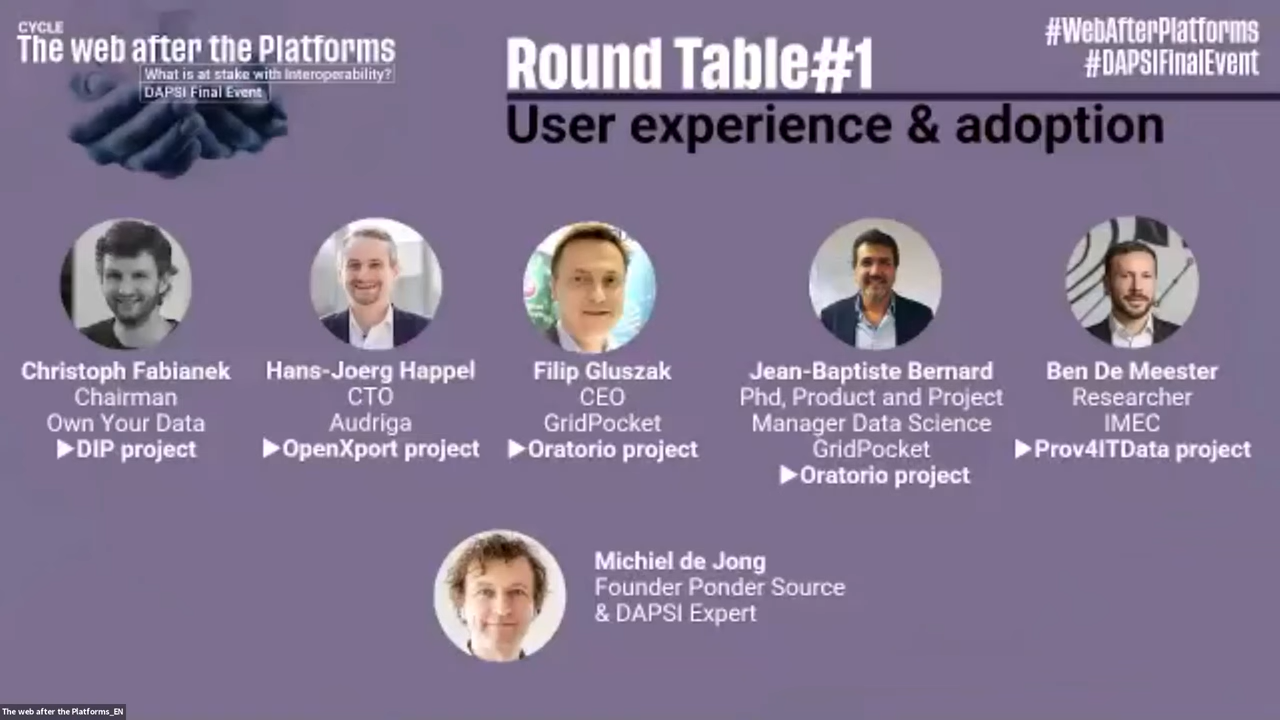 CYCLE
The web after the Platforms
What is at stake with Interoperability?
DAPSI Final Event
#WebAfterPlatforms
#DAPSIFinalEvent
Round Table#1
User experience & adoption
Christoph Fabianek
Chairman
Own Your Data
▶DIP project
Hans-Joerg Happel
CTO
Audriga
▶OpenXport project
Filip Gluszak
CEO
GridPocket
▶Oratorio project
Jean-Baptiste Bernard
Phd, Product and Project
Manager Data Science
GridPocket
▶Oratorio project
Ben De Meester
Researcher
IMEC
▶Prov4ITData project
Michiel de Jong
Founder Ponder Source
& DAPSI Expert
The web after the Platforms_EN